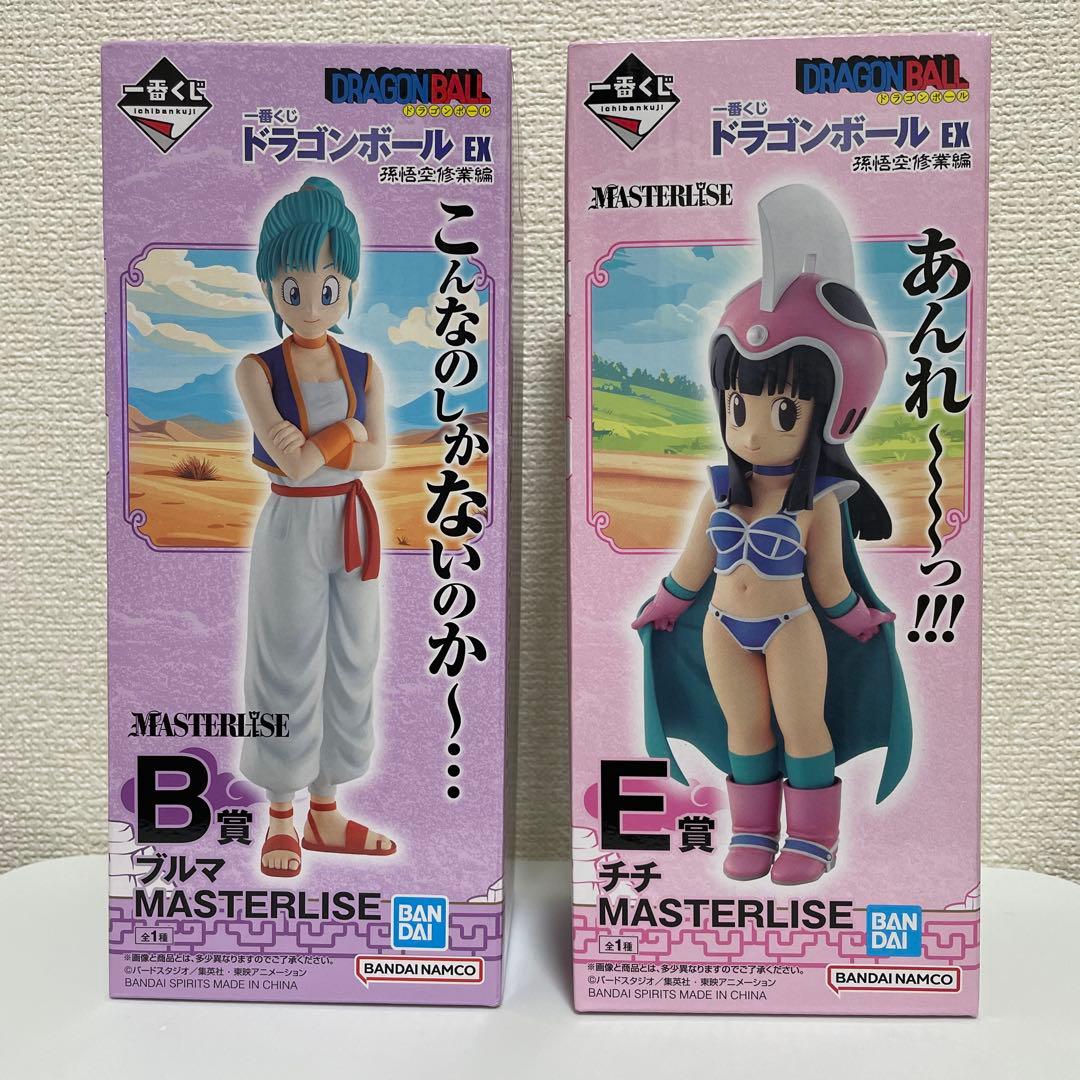 一番くじ
ichibankuji
DRAGONBALL
ドラゴンボール
一番くじ
ドラゴンボール EX
孫悟空修業編
こんなのしかないのか～…
MASTERLISE
B賞
ブルマ
MASTERLISE
全1種
BAN
DAI
※画像と商品とは、多少異なりますのでご了承ください。
©バードスタジオ／集英社・東映アニメーション
BANDAI SPIRITS MADE IN CHINA
BANDAI NAMCO
一番くじ
ichibankuji
DRAGONBALL
ドラゴンボール
一番くじ
ドラゴンボール EX
孫悟空修業編
MASTERLISE
あんれ～～～っ!!!
E賞
チチ
MASTERLISE
全1種
BAN
DAI
※画像と商品とは、多少異なりますのでご了承ください。
©バードスタジオ／集英社・東映アニメーション
BANDAI SPIRITS MADE IN CHINA
BANDAI NAMCO